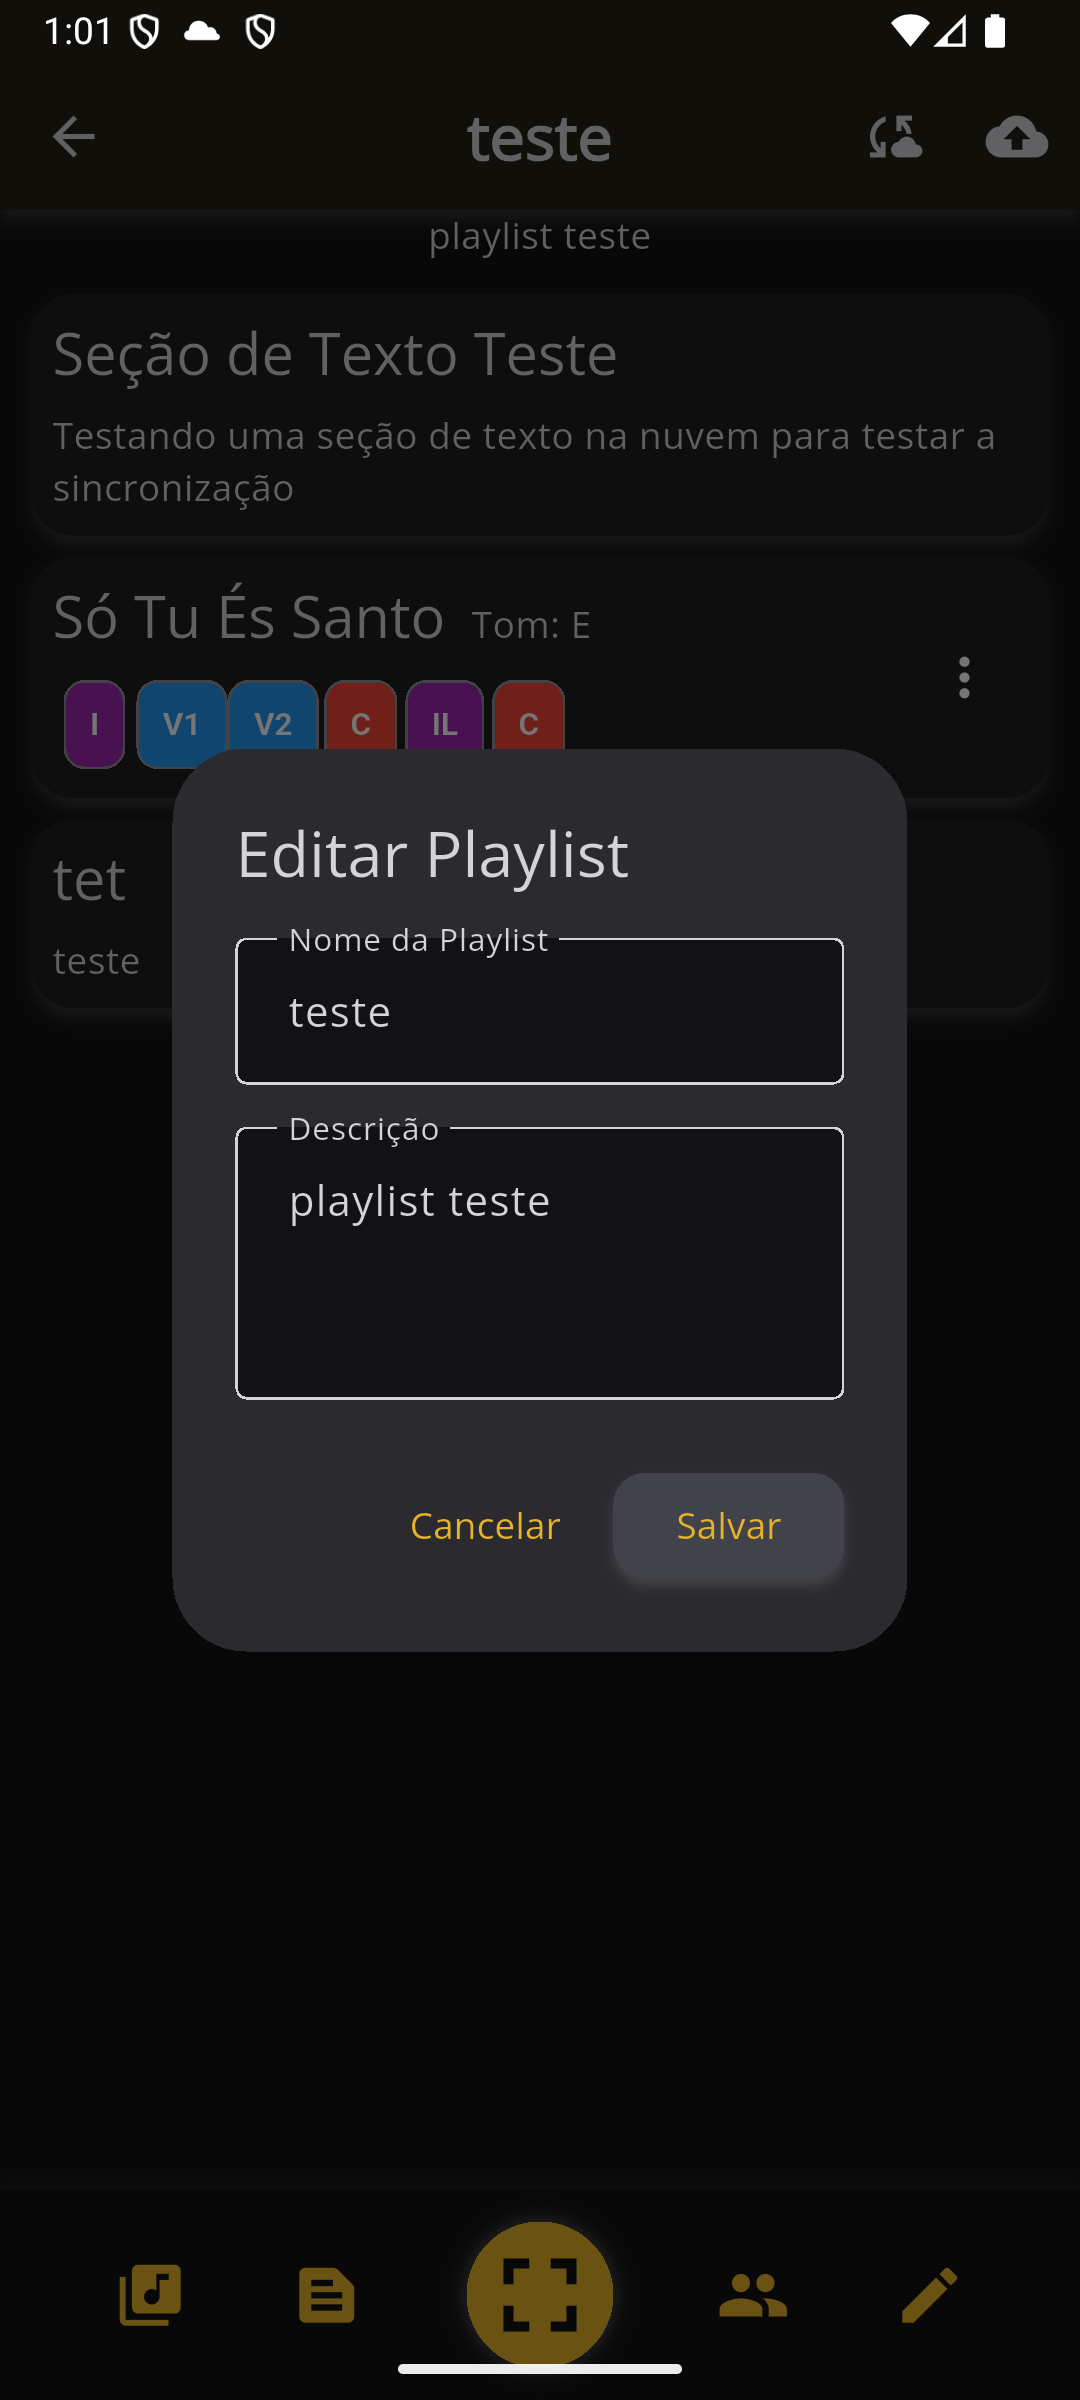 1:01
teste
playlist teste
Seção de Texto Teste
Testando uma seção de texto na nuvem para testar a
sincronização
Só Tu És Santo Tom: E
I V1 V2 C IL C
tet
teste
Editar Playlist
Nome da Playlist
teste
Descrição
playlist teste
Cancelar Salvar